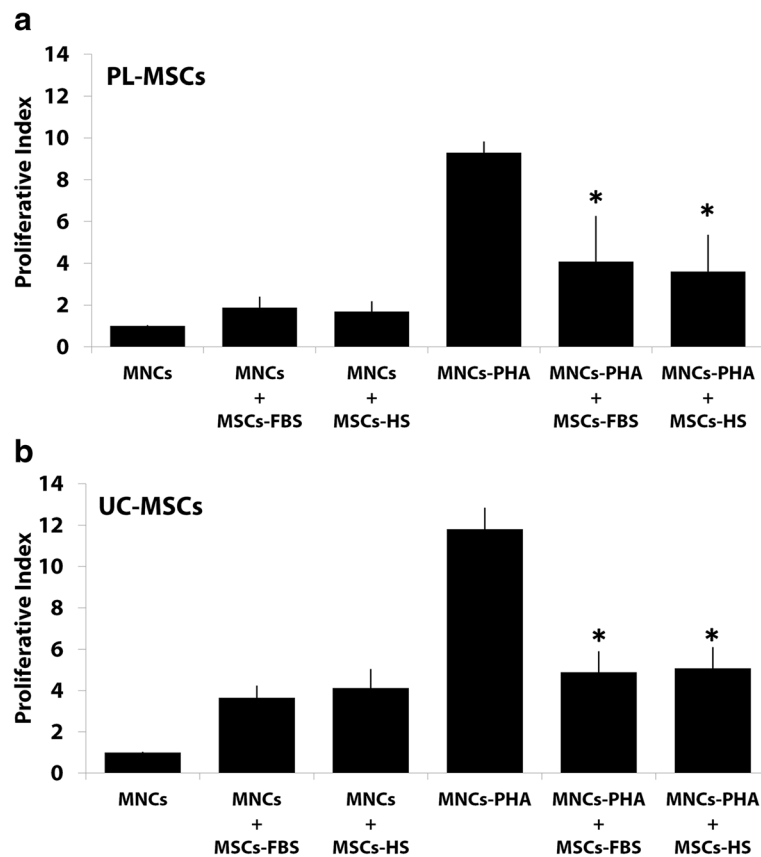 a
PL-MSCs
Proliferative Index
14
12
10
8
6
4
2
0
* *
MNCs MNCs MNCs MNCs-PHA MNCs-PHA MNCs-PHA
+ + + +
MSCs-FBS MSCs-HS MSCs-FBS MSCs-HS
b
UC-MSCs
Proliferative Index
14
12
10
8
6
4
2
0
* *
MNCs MNCs MNCs MNCs-PHA MNCs-PHA MNCs-PHA
+ + + +
MSCs-FBS MSCs-HS MSCs-FBS MSCs-HS